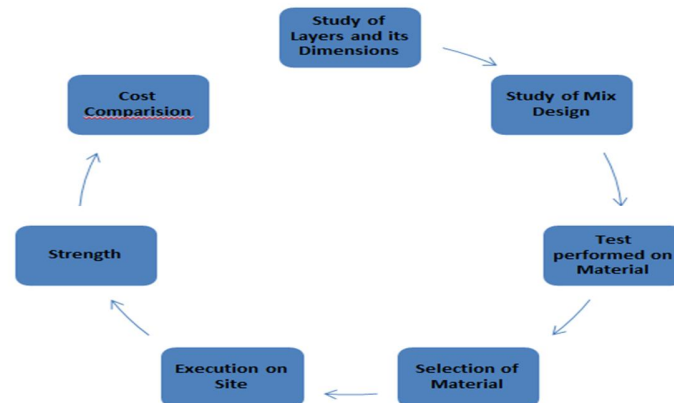 Study of
Layers and its
Dimensions
Study of Mix
Design
Test
performed on
Material
Selection of
Material
Execution on
Site
Strength
Cost
Comparision